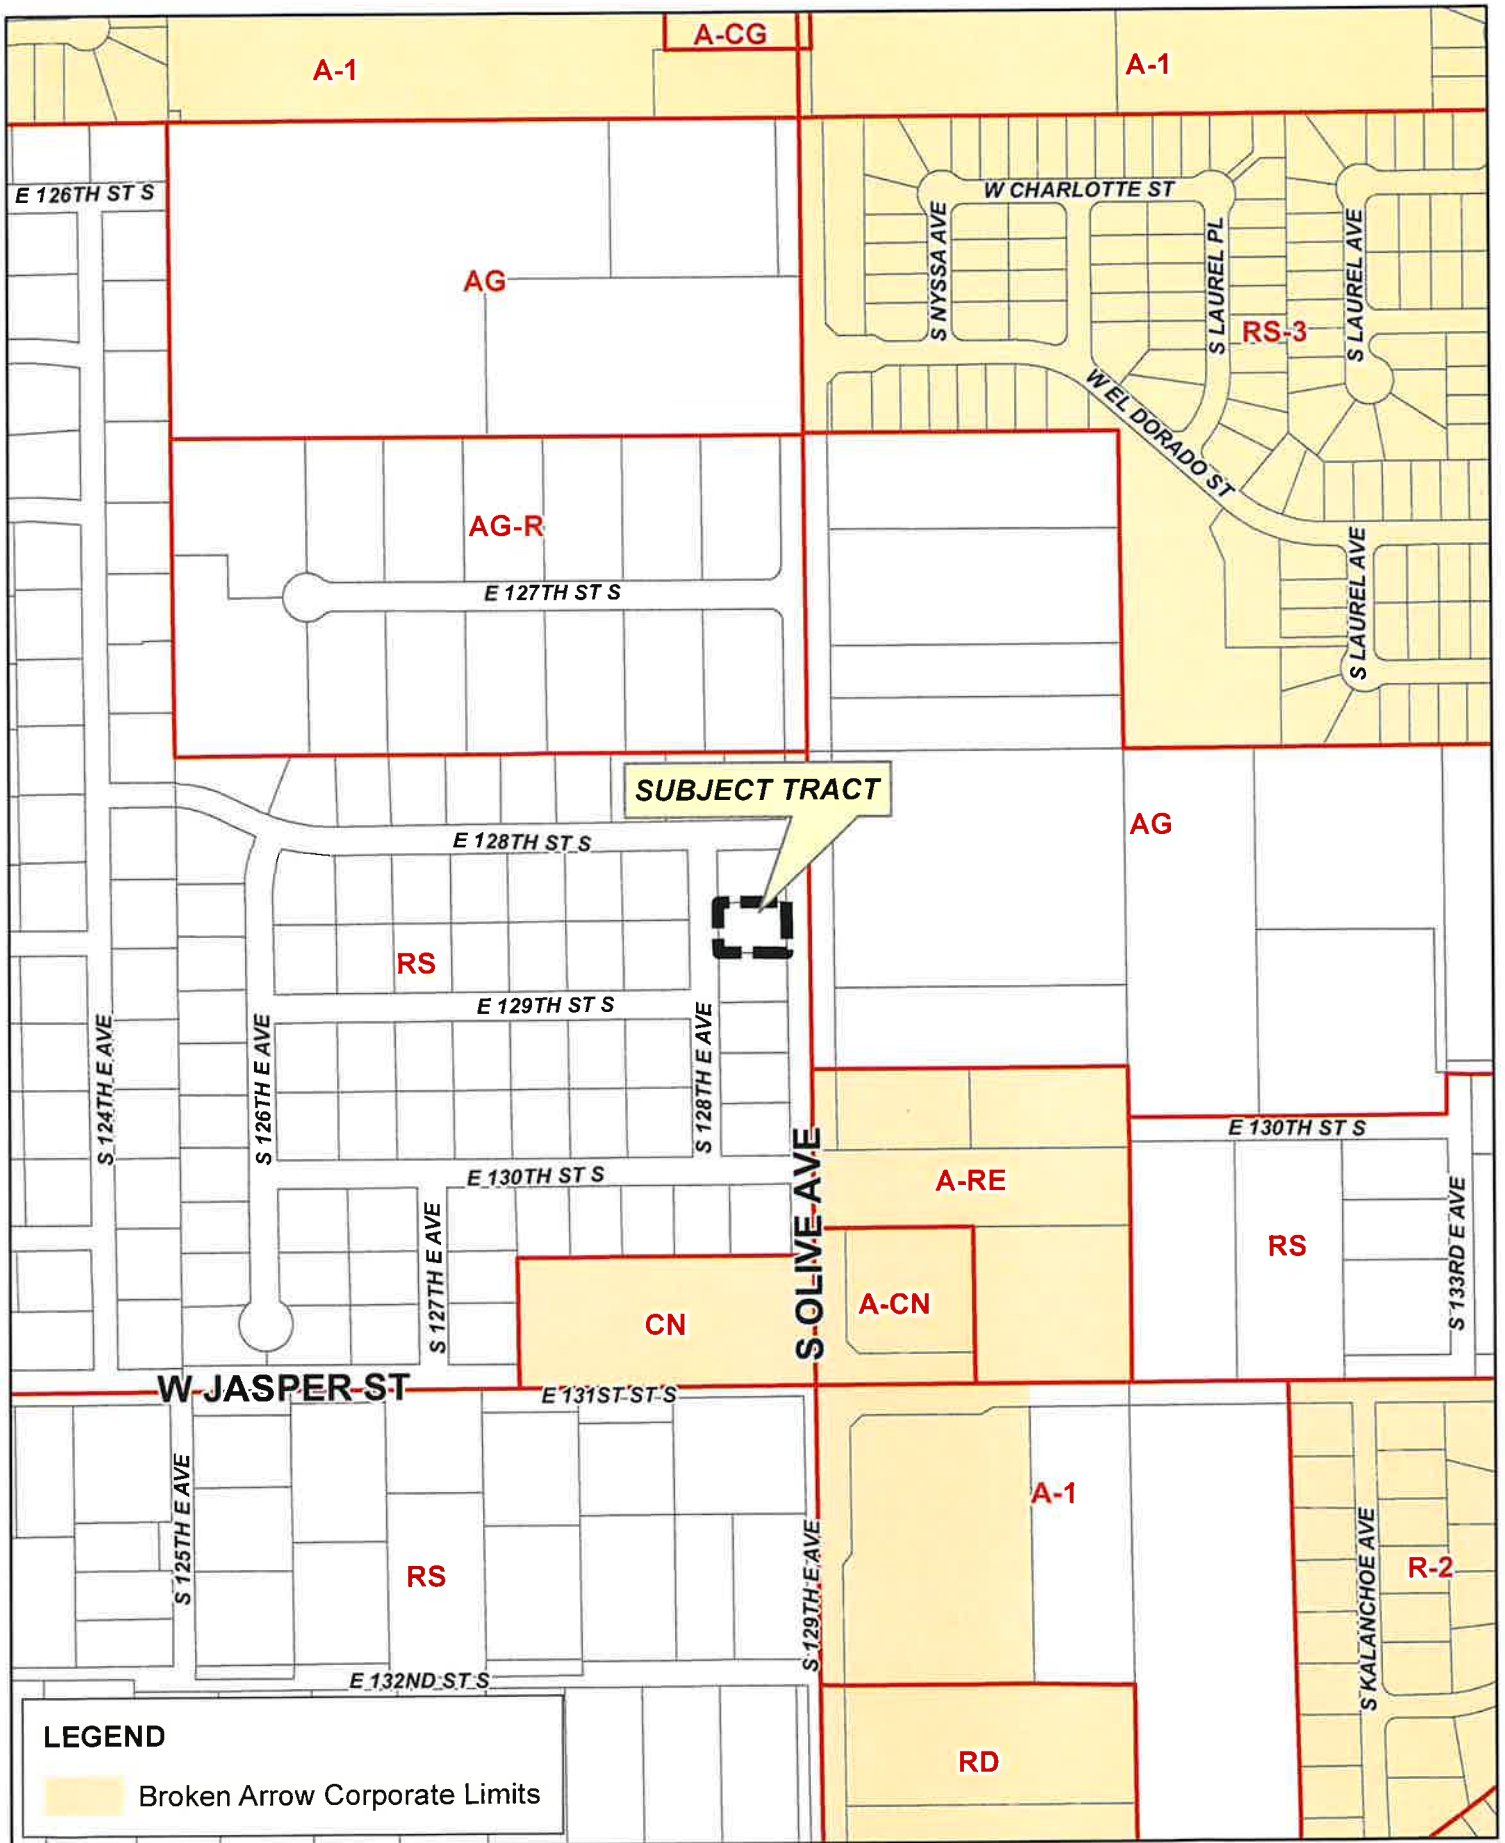 A-CG
A-1
A-1
E 126TH ST S
W CHARLOTTE ST
S NYSSA AVE
S LAUREL PL
S LAUREL AVE
AG
RS-3
W EL DORADO ST
AG-R
E 127TH ST S
S LAUREL AVE
SUBJECT TRACT
AG
E 128TH ST S
RS
E 129TH ST S
S 124TH E AVE
S 126TH E AVE
S 128TH E AVE
E 130TH ST S
E 130TH ST S
A-RE
S OLIVE AVE
S 127TH E AVE
S 133RD E AVE
RS
A-CN
CN
W JASPER ST
E 131ST ST S
S 125TH E AVE
A-1
S 129TH E AVE
S KALANCHOE AVE
RS
R-2
E 132ND ST S
RD
LEGEND
Broken Arrow Corporate Limits